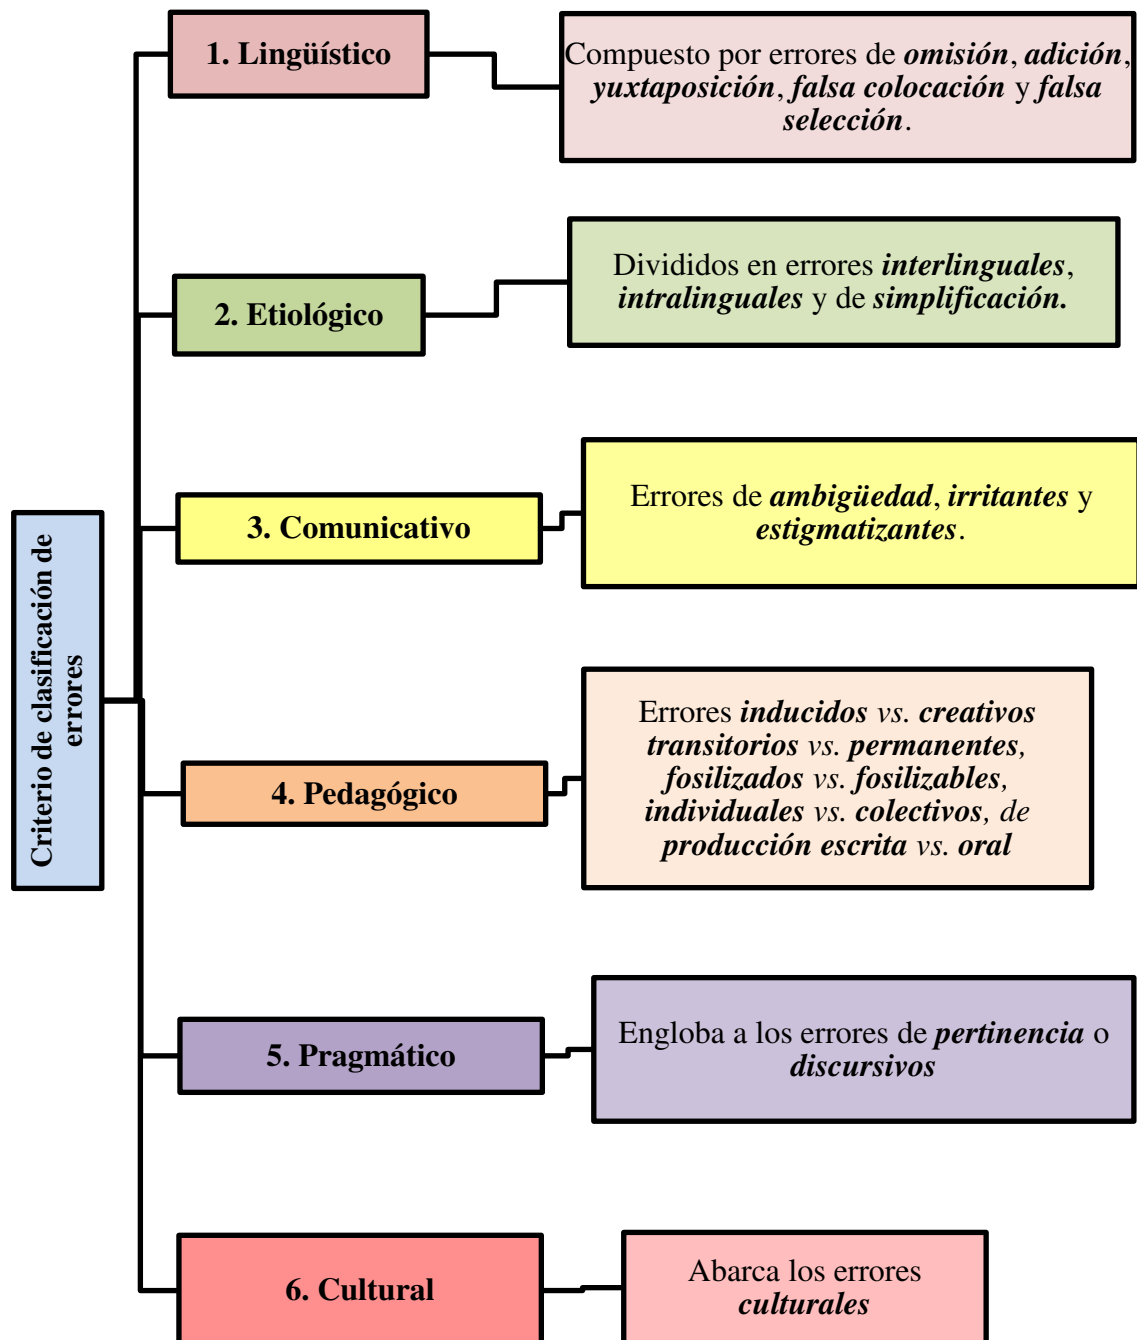 1. Lingüístico
Compuesto por errores de omisión, adición,
yuxtaposición, falsa colocación y falsa
selección.
2. Etiológico
Divididos en errores interlinguales,
intralinguales y de simplificación.
3. Comunicativo
Errores de ambigüedad, irritantes y
estigmatizantes.
Criterio de clasificación de
errores
4. Pedagógico
Errores inducidos vs. creativos
transitorios vs. permanentes,
fosilizados vs. fosilizables,
individuales vs. colectivos, de
producción escrita vs. oral
5. Pragmático
Engloba a los errores de pertinencia o
discursivos
6. Cultural
Abarca los errores
culturales